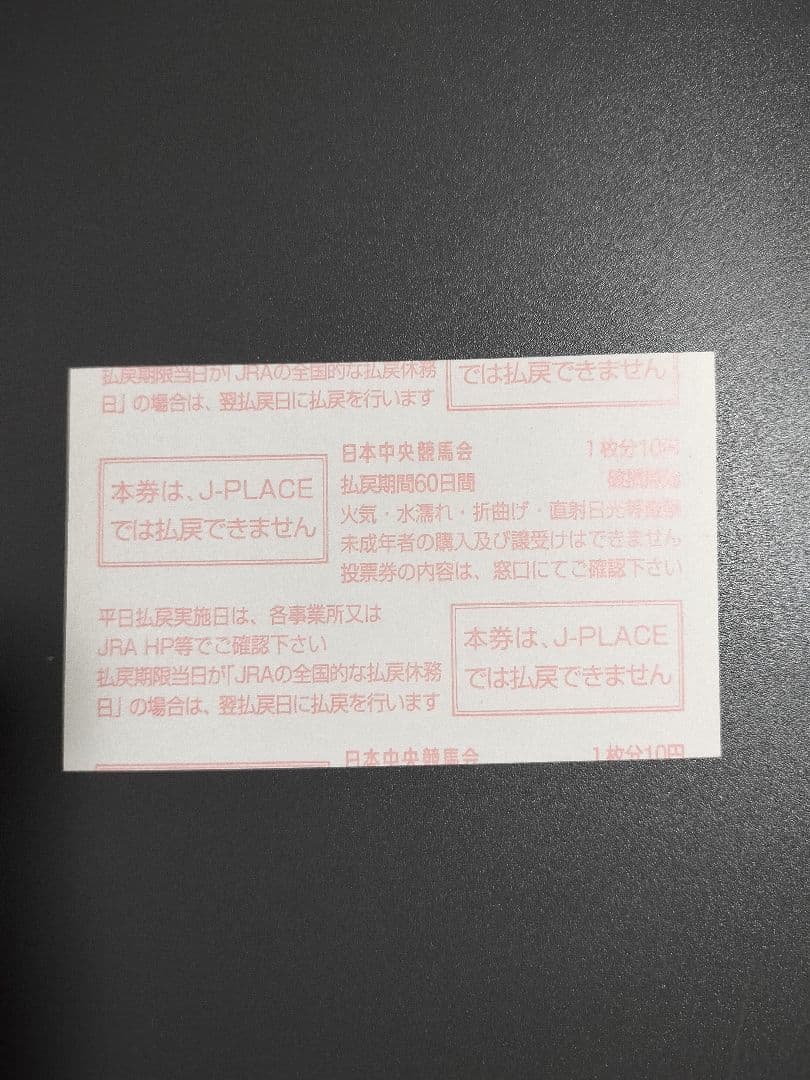 払戻期限当日が「JRAの全国的な払戻休務
日」の場合は、翌払戻日に払戻を行います
では払戻できません
本券は、J-PLACE
では払戻できません
日本中央競馬会 1枚分10円
払戻期間60日間
火気・水濡れ・折曲げ・直射日光等厳禁
未成年者の購入及び譲受けはできません
投票券の内容は、窓口にてご確認下さい
平日払戻実施日は、各事業所又は
JRA HP等でご確認下さい
払戻期限当日が「JRAの全国的な払戻休務
日」の場合は、翌払戻日に払戻を行います
本券は、J-PLACE
では払戻できません
日本中央競馬会 1枚分10円